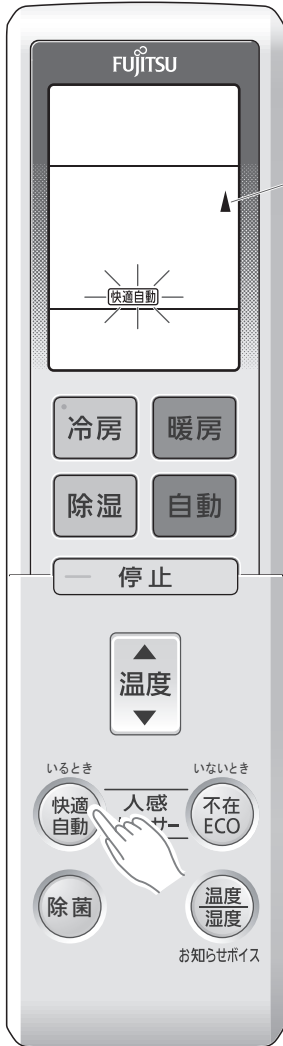 FUJITSU
快適自動
冷房 暖房
除湿 自動
停止
温度
いるとき いないとき
快適
自動
人感
不在
ECO
除菌
温度
湿度
お知らせボイス